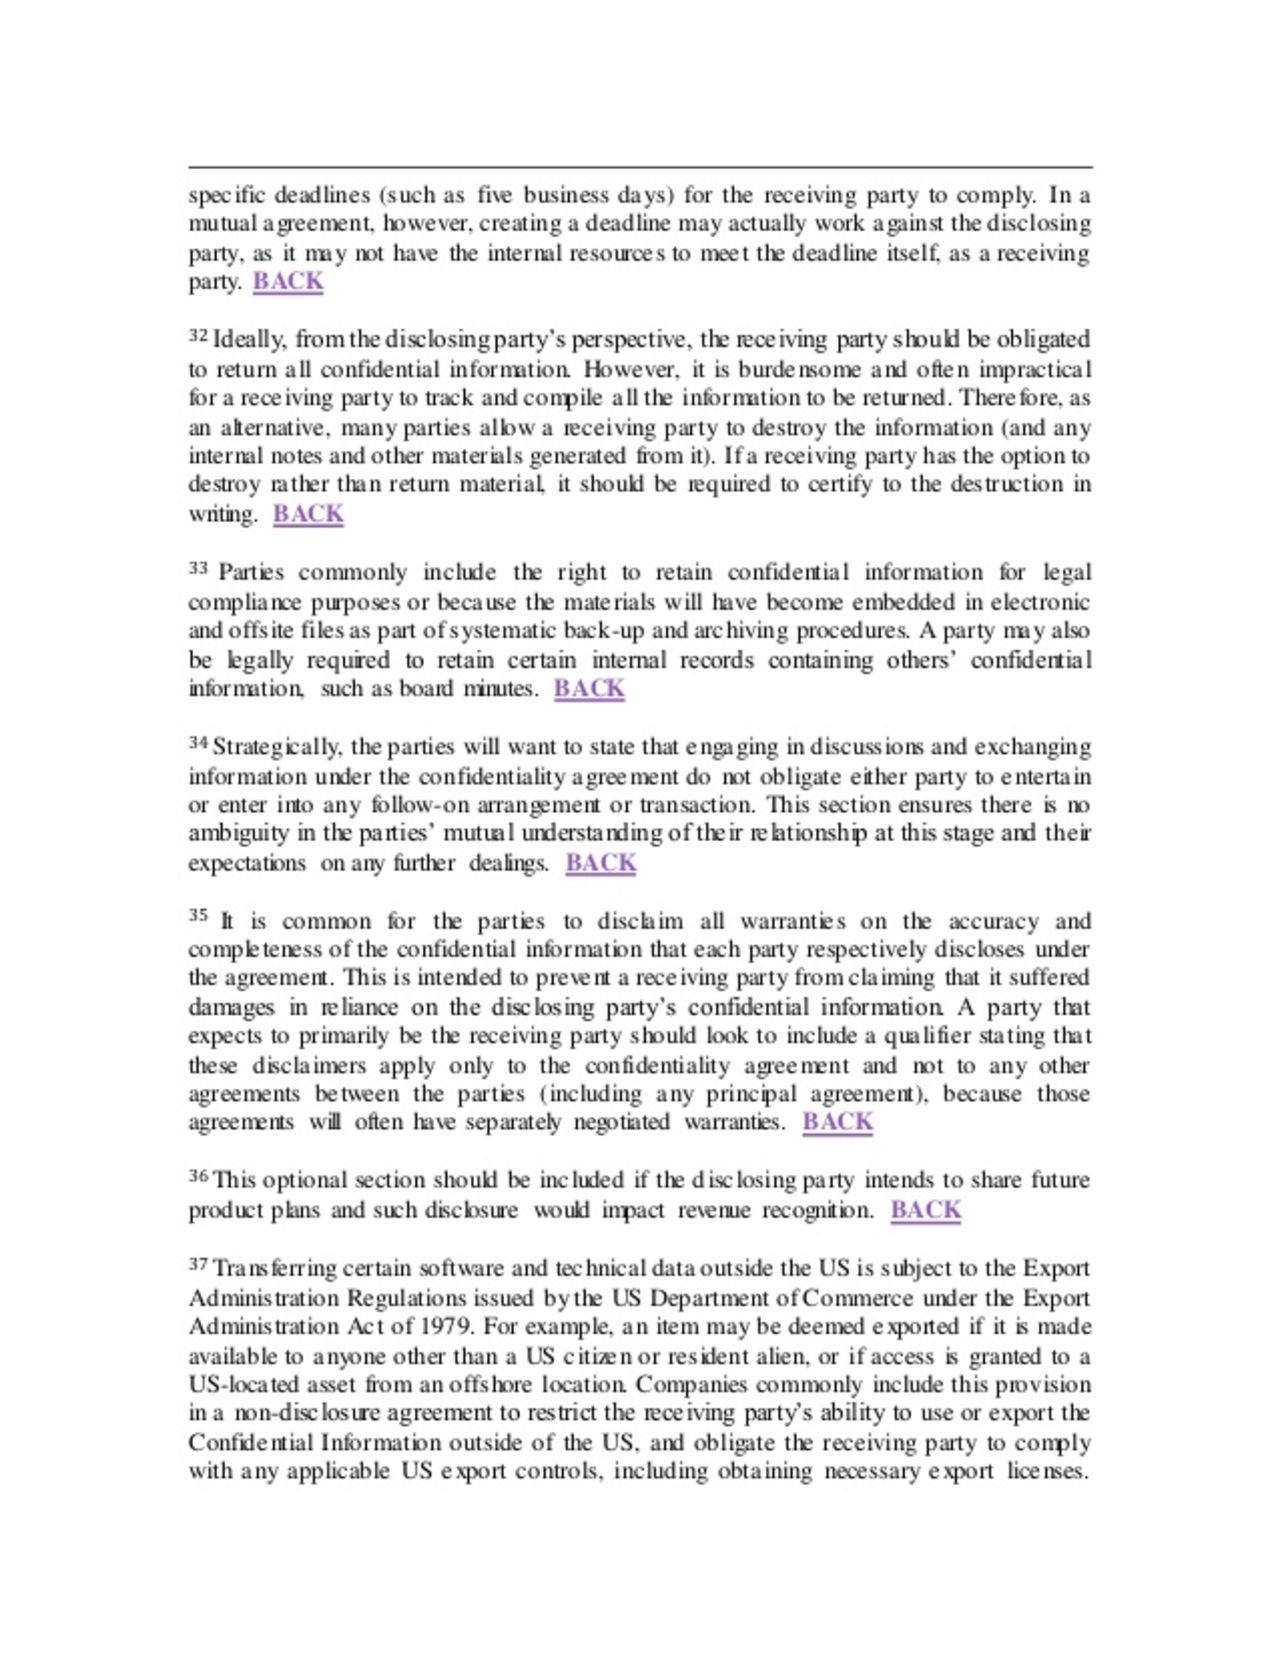 specific deadlines (such as five business days) for the receiving party to comply. In a
mutual agreement, however, creating a deadline may actually work against the disclosing
party, as it may not have the internal resources to meet the deadline itself, as a receiving
party. BACK
32 Ideally, from the disclosing party’s perspective, the receiving party should be obligated
to return all confidential information. However, it is burdensome and often impractical
for a receiving party to track and compile all the information to be returned. Therefore, as
an alternative, many parties allow a receiving party to destroy the information (and any
internal notes and other materials generated from it). If a receiving party has the option to
destroy rather than return material, it should be required to certify to the destruction in
writing. BACK
33 Parties commonly include the right to retain confidential information for legal
compliance purposes or because the materials will have become embedded in electronic
and offsite files as part of systematic back-up and archiving procedures. A party may also
be legally required to retain certain internal records containing others’ confidential
information, such as board minutes. BACK
34 Strategically, the parties will want to state that engaging in discussions and exchanging
information under the confidentiality agreement do not obligate either party to entertain
or enter into any follow-on arrangement or transaction. This section ensures there is no
ambiguity in the parties’ mutual understanding of their relationship at this stage and their
expectations on any further dealings. BACK
35 It is common for the parties to disclaim all warranties on the accuracy and
completeness of the confidential information that each party respectively discloses under
the agreement. This is intended to prevent a receiving party from claiming that it suffered
damages in reliance on the disclosing party’s confidential information. A party that
expects to primarily be the receiving party should look to include a qualifier stating that
these disclaimers apply only to the confidentiality agreement and not to any other
agreements between the parties (including any principal agreement), because those
agreements will often have separately negotiated warranties. BACK
36 This optional section should be included if the disclosing party intends to share future
product plans and such disclosure would impact revenue recognition. BACK
37 Transferring certain software and technical data outside the US is subject to the Export
Administration Regulations issued by the US Department of Commerce under the Export
Administration Act of 1979. For example, an item may be deemed exported if it is made
available to anyone other than a US citizen or resident alien, or if access is granted to a
US-located asset from an offshore location. Companies commonly include this provision
in a non-disclosure agreement to restrict the receiving party’s ability to use or export the
Confidential Information outside of the US, and obligate the receiving party to comply
with any applicable US export controls, including obtaining necessary export licenses.